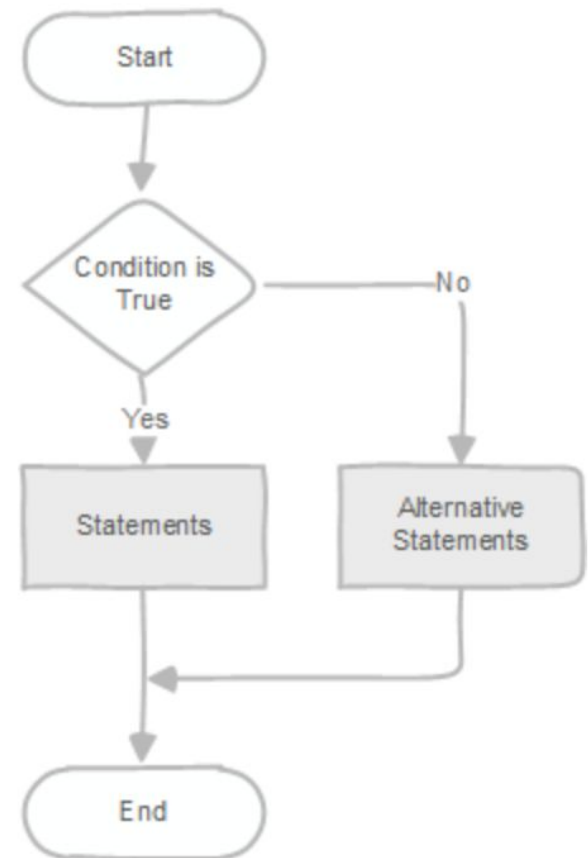 Start
Condition is
True
No
Yes
Statements
Alternative
Statements
End